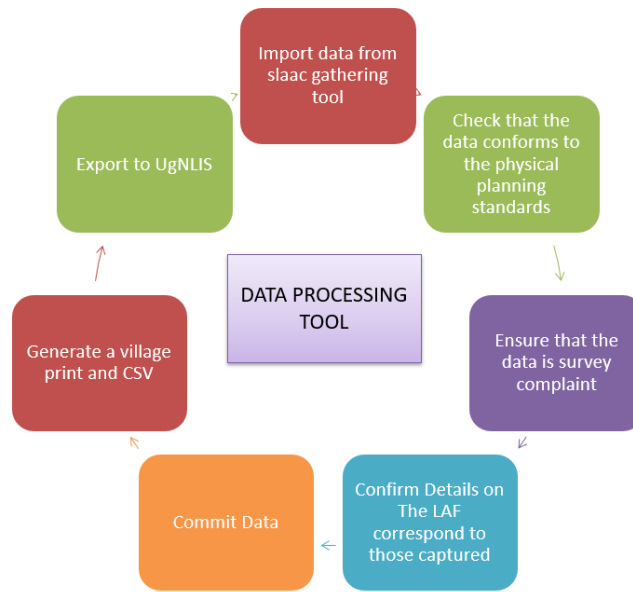 Import data from
slaac gathering
tool
Check that the
data conforms to
the physical
planning
standards
Ensure that the
data is survey
complaint
Confirm Details on
The LAF
correspond to
those captured
Commit Data
Generate a village
print and CSV
Export to UgNLIS
DATA PROCESSING
TOOL